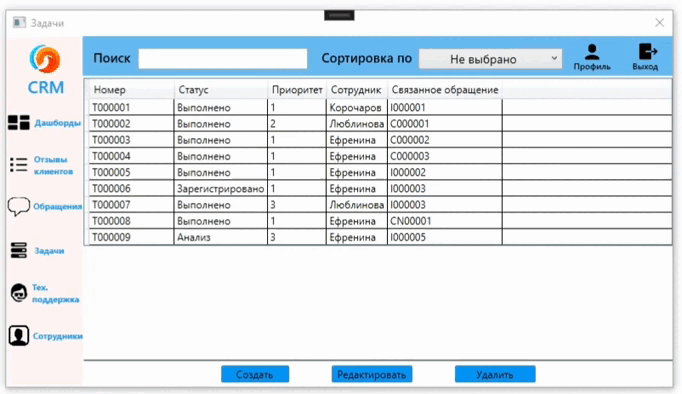 Задачи
Поиск Сортировка по Не выбрано Профиль Выход
CRM
Дашборды
Отзывы
клиентов
Обращения
Задачи
Тех.
поддержка
Сотрудники
Номер Статус Приоритет Сотрудник Связанное обращение
T000001 Выполнено 1 Корочаров I000001
T000002 Выполнено 2 Люблинова C000001
T000003 Выполнено 1 Ефренина C000002
T000004 Выполнено 1 Ефренина C000003
T000005 Выполнено 1 Ефренина I000002
T000006 Зарегистрировано 1 Ефренина I000003
T000007 Выполнено 3 Люблинова I000003
T000008 Выполнено 1 Ефренина CN00001
T000009 Анализ 3 Ефренина I000005
Создать Редактировать Удалить